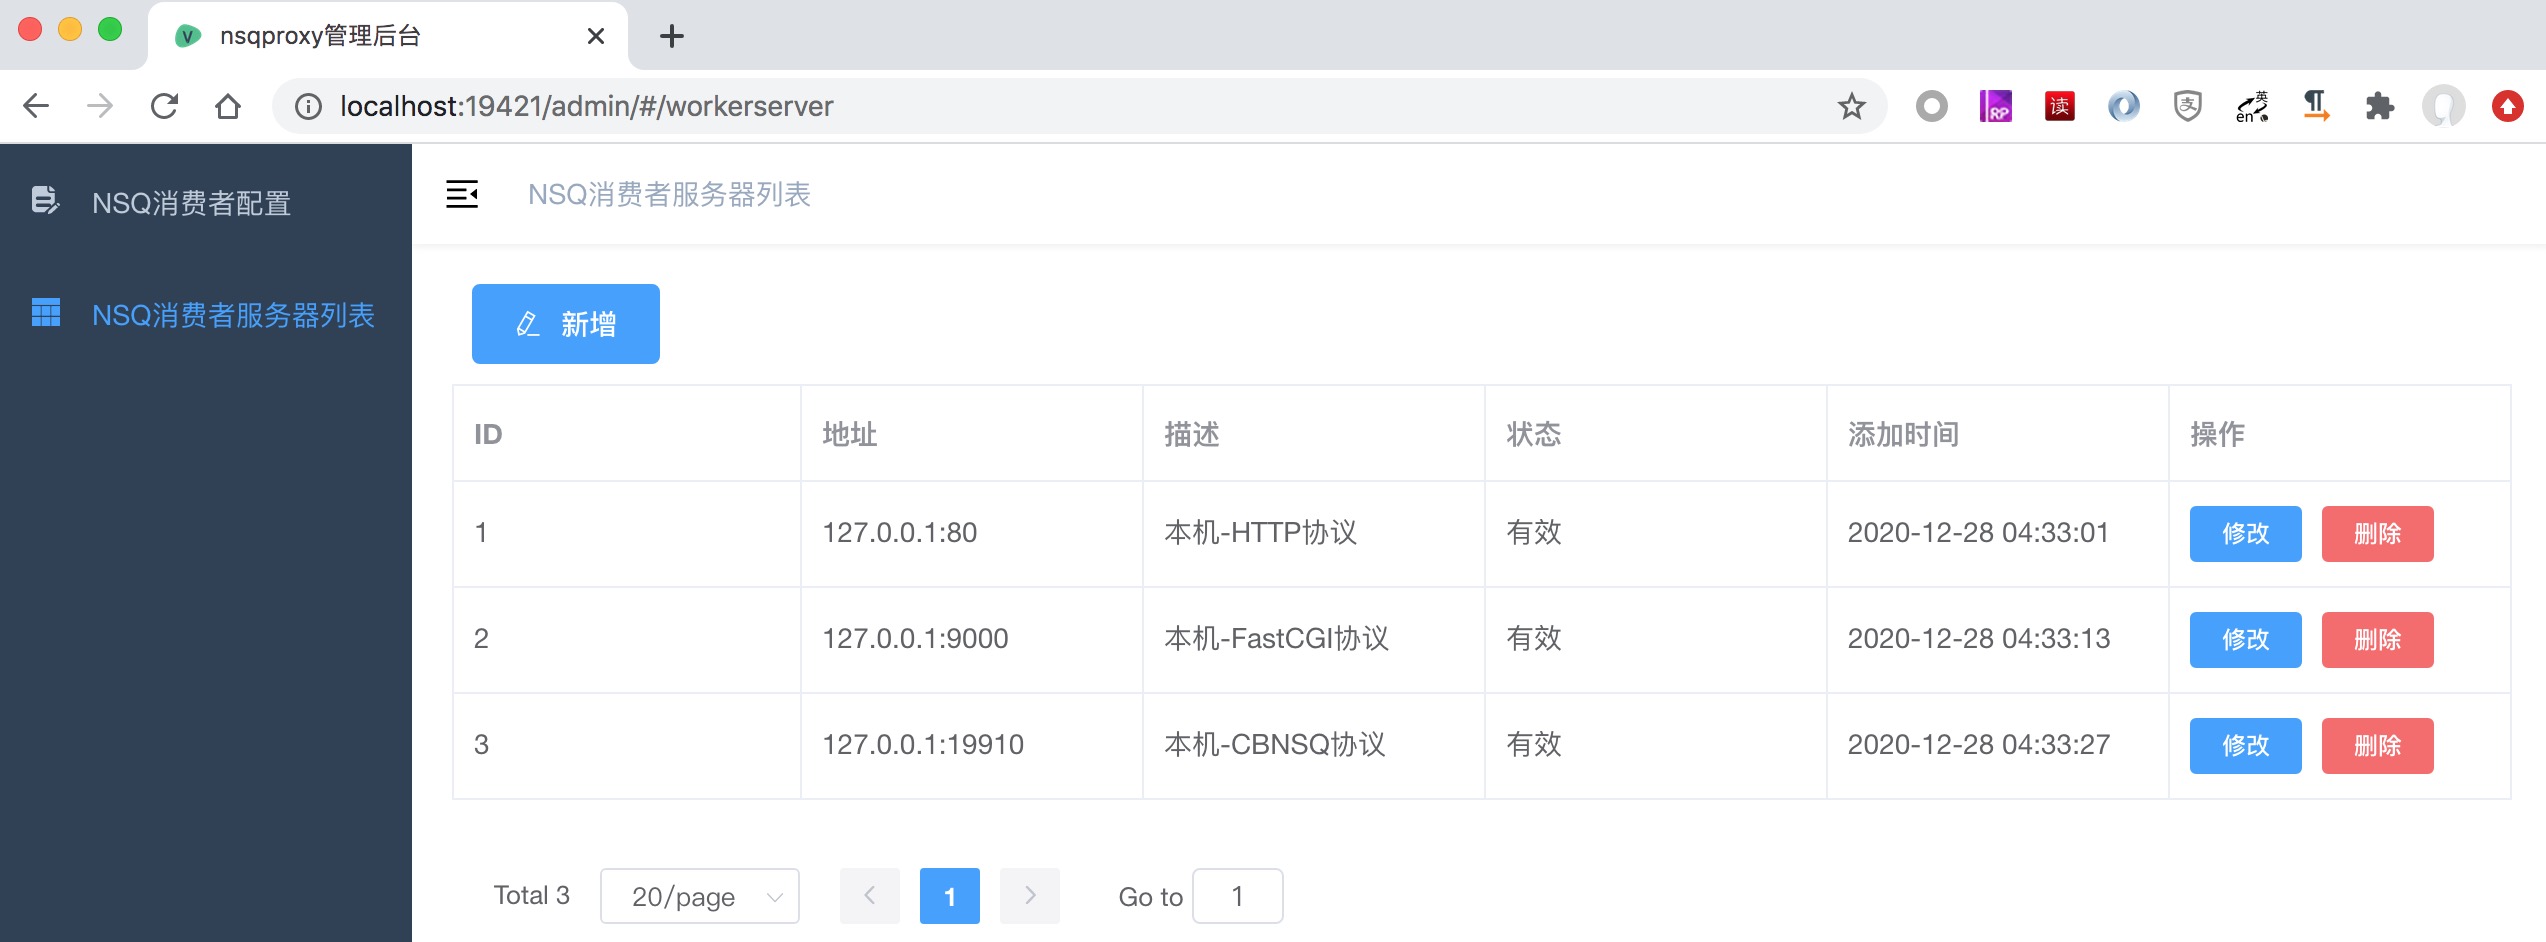 nsqproxy管理后台
localhost:19421/admin/#/workerserver
RP
读
支
英
en
NSQ消费者配置
NSQ消费者服务器列表
NSQ消费者服务器列表
新增
ID 地址 描述 状态 添加时间 操作
1 127.0.0.1:80 本机-HTTP协议 有效 2020-12-28 04:33:01 修改 删除
2 127.0.0.1:9000 本机-FastCGI协议 有效 2020-12-28 04:33:13 修改 删除
3 127.0.0.1:19910 本机-CBNSQ协议 有效 2020-12-28 04:33:27 修改 删除
Total 3 20/page 1 Go to 1